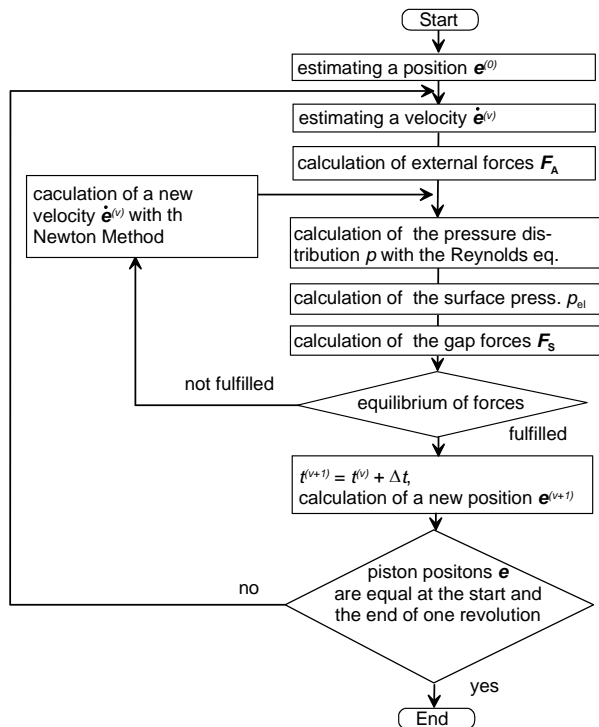 Start
estimating a position e(0)
estimating a velocity ė(v)
calculation of external forces FA
caculation of a new
velocity ė(v) with th
Newton Method
calculation of the pressure dis-
tribution p with the Reynolds eq.
calculation of the surface press. pel
calculation of the gap forces FS
not fulfilled
equilibrium of forces
fulfilled
t(v+1) = t(v) + Δt,
calculation of a new position e(v+1)
no
piston positons e
are equal at the start and
the end of one revolution
yes
End